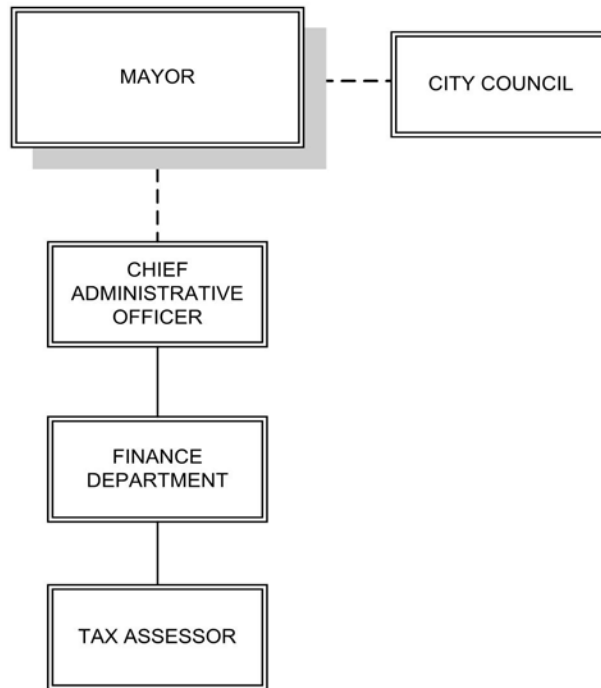 MAYOR
CITY COUNCIL
CHIEF
ADMINISTRATIVE
OFFICER
FINANCE
DEPARTMENT
TAX ASSESSOR